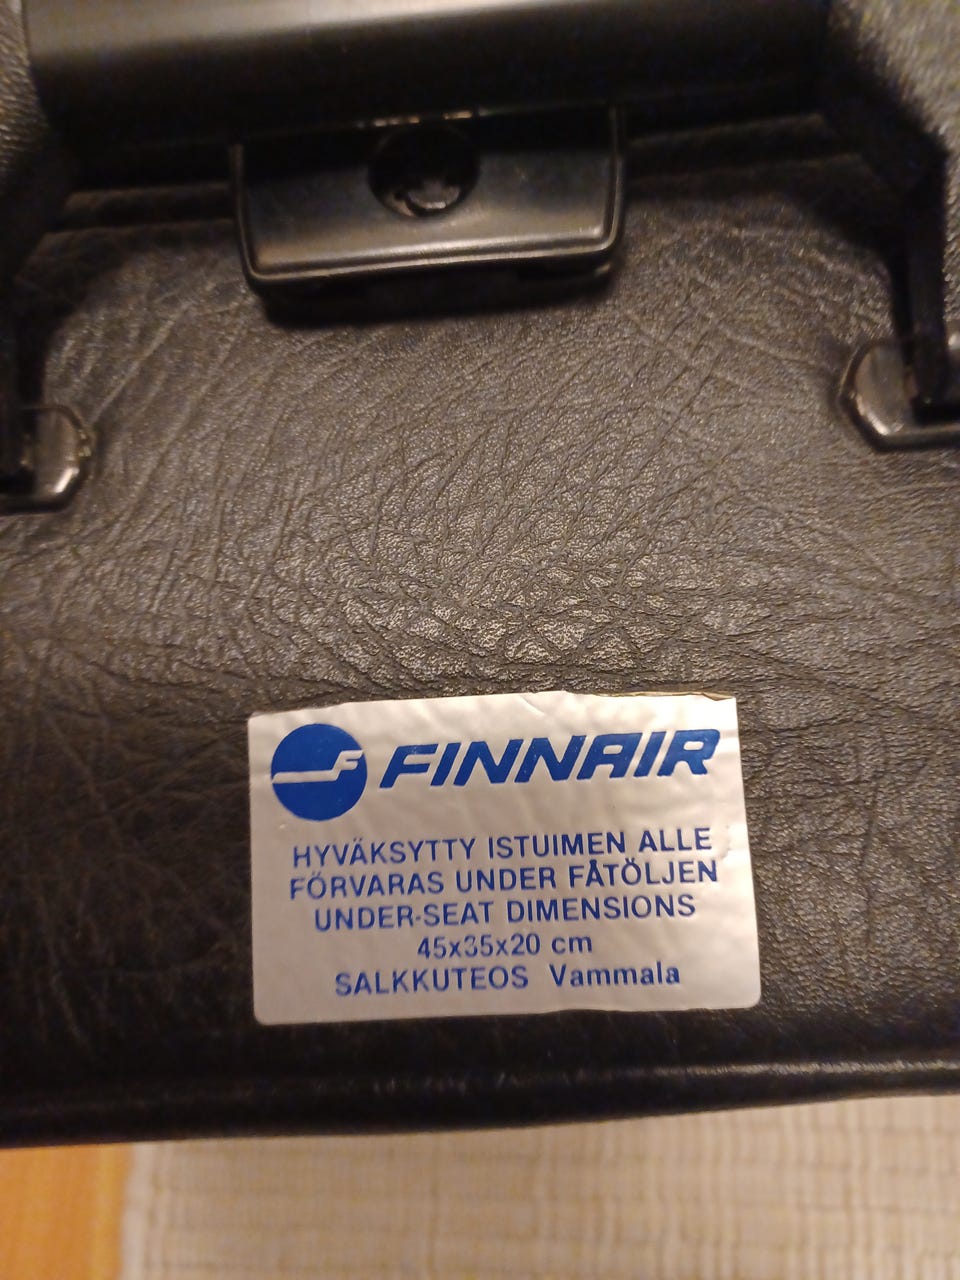 F FINNAIR
HYVÄKSYTTY ISTUIMEN ALLE
FÖRVARAS UNDER FÅTÖLJEN
UNDER-SEAT DIMENSIONS
45x35x20 cm
SALKKUTEOS Vammala